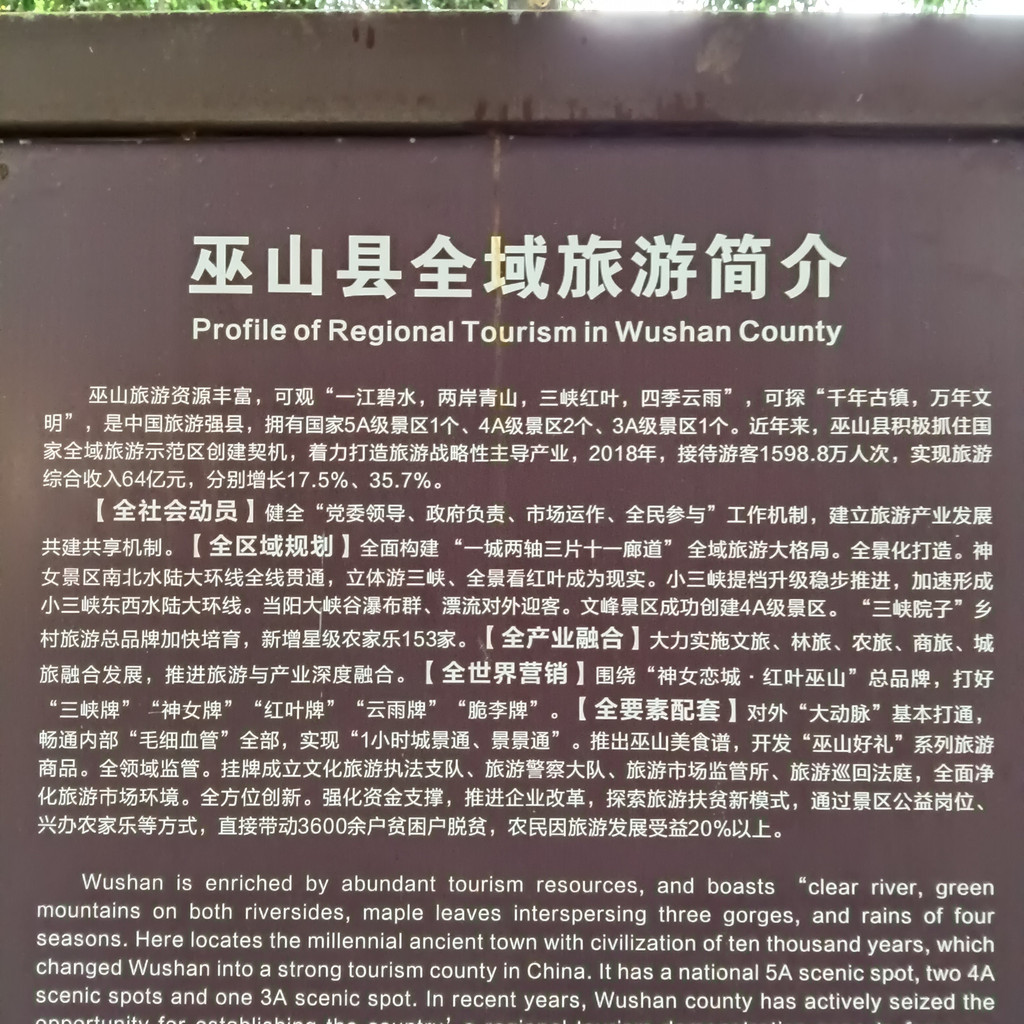 巫山县全域旅游简介
Profile of Regional Tourism in Wushan County
巫山旅游资源丰富，可观“一江碧水，两岸青山，三峡红叶，四季云雨”，可探“千年古镇，万年文
明”，是中国旅游强县，拥有国家5A级景区1个、4A级景区2个、3A级景区1个。近年来，巫山县积极抓住国
家全域旅游示范区创建契机，着力打造旅游战略性主导产业，2018年，接待游客1598.8万人次，实现旅游
综合收入64亿元，分别增长17.5%、35.7%。
【全社会动员】健全“党委领导、政府负责、市场运作、全民参与”工作机制，建立旅游产业发展
共建共享机制。【全区域规划】全面构建“一城两轴三片十一廊道”全域旅游大格局。全景化打造。神
女景区南北水陆大环线全线贯通，立体游三峡、全景看红叶成为现实。小三峡提档升级稳步推进，加速形成
小三峡东西水陆大环线。当阳大峡谷瀑布群、漂流对外迎客。文峰景区成功创建4A级景区。“三峡院子”乡
村旅游总品牌加快培育，新增星级农家乐153家。【全产业融合】大力实施文旅、林旅、农旅、商旅、城
旅融合发展，推进旅游与产业深度融合。【全世界营销】围绕“神女恋城·红叶巫山”总品牌，打好
“三峡牌”“神女牌”“红叶牌”“云雨牌”“脆李牌”。【全要素配套】对外“大动脉”基本打通，
畅通内部“毛细血管”全部，实现“1小时城景通、景景通”。推出巫山美食谱，开发“巫山好礼”系列旅游
商品。全领域监管。挂牌成立文化旅游执法支队、旅游警察大队、旅游市场监管所、旅游巡回法庭，全面净
化旅游市场环境。全方位创新。强化资金支撑，推进企业改革，探索旅游扶贫新模式，通过景区公益岗位、
兴办农家乐等方式，直接带动3600余户贫困户脱贫，农民因旅游发展受益20%以上。
Wushan is enriched by abundant tourism resources, and boasts “clear river, green
mountains on both riversides, maple leaves interspersing three gorges, and rains of four
seasons. Here locates the millennial ancient town with civilization of ten thousand years, which
changed Wushan into a strong tourism county in China. It has a national 5A scenic spot, two 4A
scenic spots and one 3A scenic spot. In recent years, Wushan county has actively seized the
opportunity for establishing the country's regional tourism